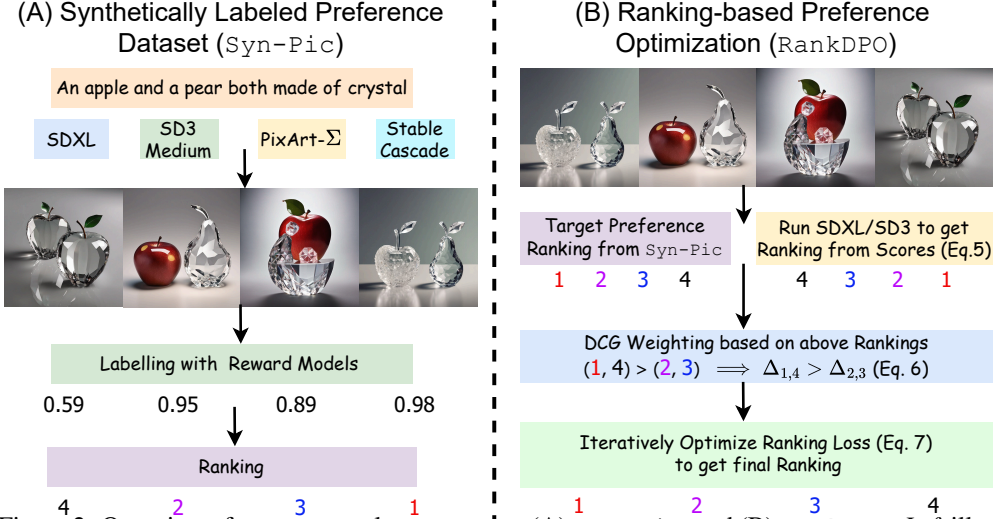 (A) Synthetically Labeled Preference
Dataset (Syn-Pic)
An apple and a pear both made of crystal
SDXL
SD3
Medium
PixArt-Σ
Stable
Cascade
Labelling with Reward Models
0.59 0.95 0.89 0.98
Ranking
4 2 3 1
(B) Ranking-based Preference
Optimization (RankDPO)
Target Preference
Ranking from Syn-Pic
1 2 3 4
Run SDXL/SD3 to get
Ranking from Scores (Eq.5)
4 3 2 1
DCG Weighting based on above Rankings
(1, 4) > (2, 3) ⟹ Δ1,4 > Δ2,3 (Eq. 6)
Iteratively Optimize Ranking Loss (Eq. 7)
to get final Ranking
1 2 3 4